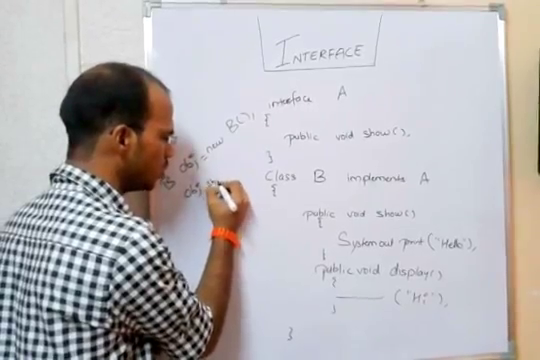 INTERFACE
interface A
{
public void show();
}
Class B implements A
{
public void show()
{
System out print ("Hello");
}
public void display()
{
("Hi");
}
}
B obj = new B();
obj. sh